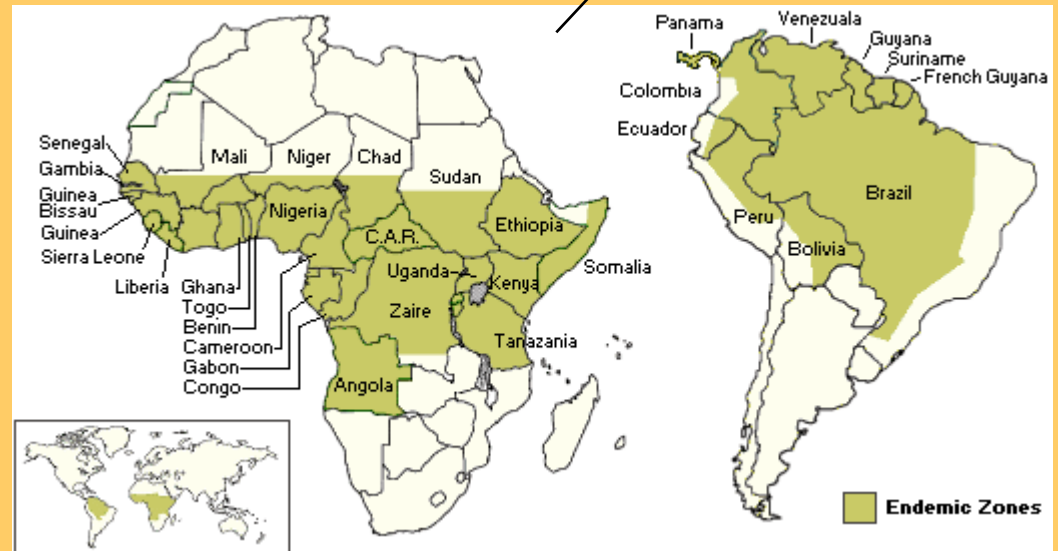 Senegal
Gambia
Guinea
Bissau
Guinea
Sierra Leone
Liberia
Ghana
Togo
Benin
Cameroon
Gabon
Congo
Mali
Niger
Chad
Sudan
Nigeria
Ethiopia
C.A.R.
Uganda
Kenya
Somalia
Zaire
Tanazania
Angola
Panama
Venezuala
Guyana
Suriname
French Guyana
Colombia
Ecuador
Brazil
Peru
Bolivia
Endemic Zones